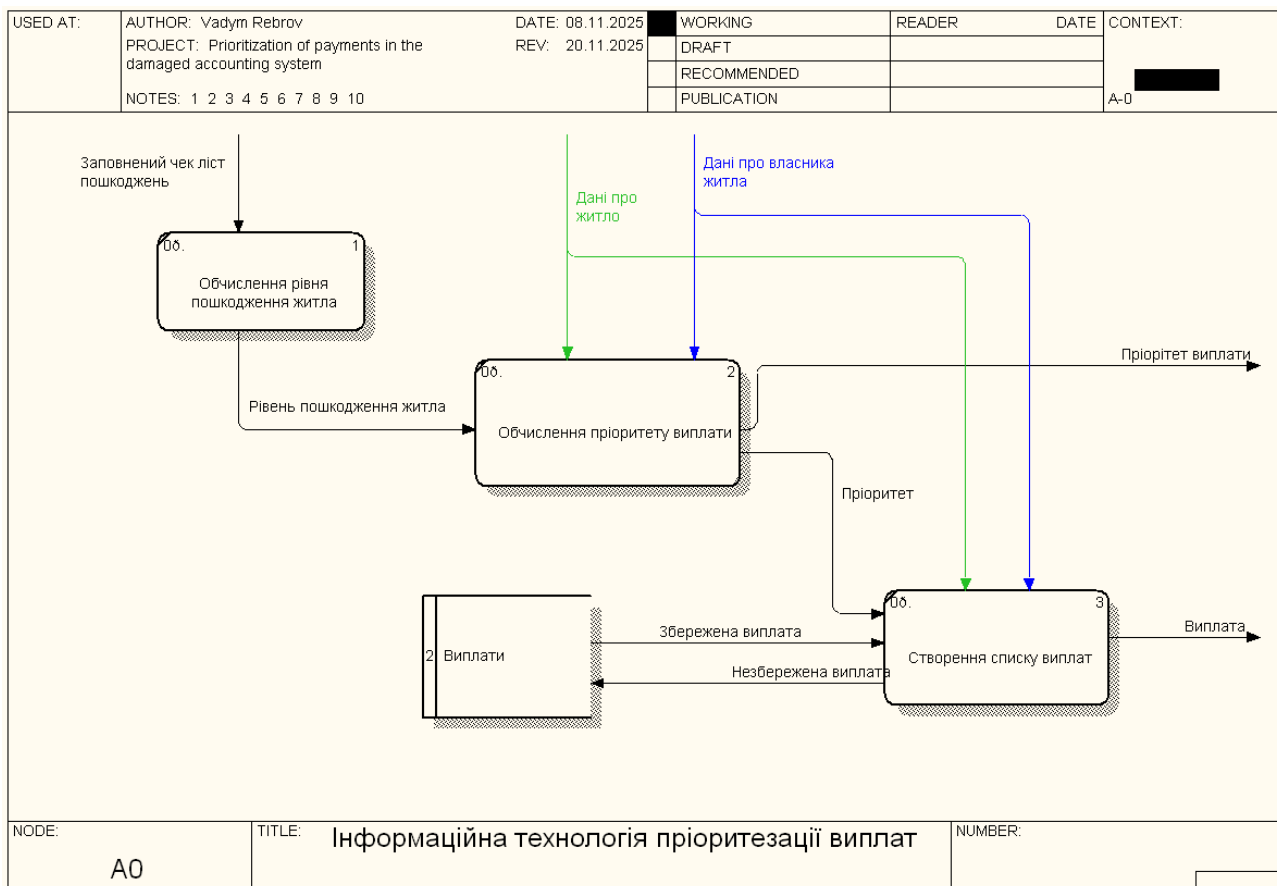 USED AT:
AUTHOR: Vadym Rebrov
DATE: 08.11.2025
PROJECT: Prioritization of payments in the
damaged accounting system
REV: 20.11.2025
NOTES: 1 2 3 4 5 6 7 8 9 10
WORKING
DRAFT
RECOMMENDED
PUBLICATION
READER
DATE
CONTEXT:
A-0
Заповнений чек ліст
пошкоджень
Дані про
житло
Дані про власника
житла
0ð.
1
Обчислення рівня
пошкодження житла
Рівень пошкодження житла
0ð.
2
Обчислення пріоритету виплати
Пріорітет виплати
Пріоритет
2
Виплати
Збережена виплата
Незбережена виплата
0ð.
3
Створення списку виплат
Виплата
NODE:
A0
TITLE:
Інформаційна технологія пріоритезації виплат
NUMBER: